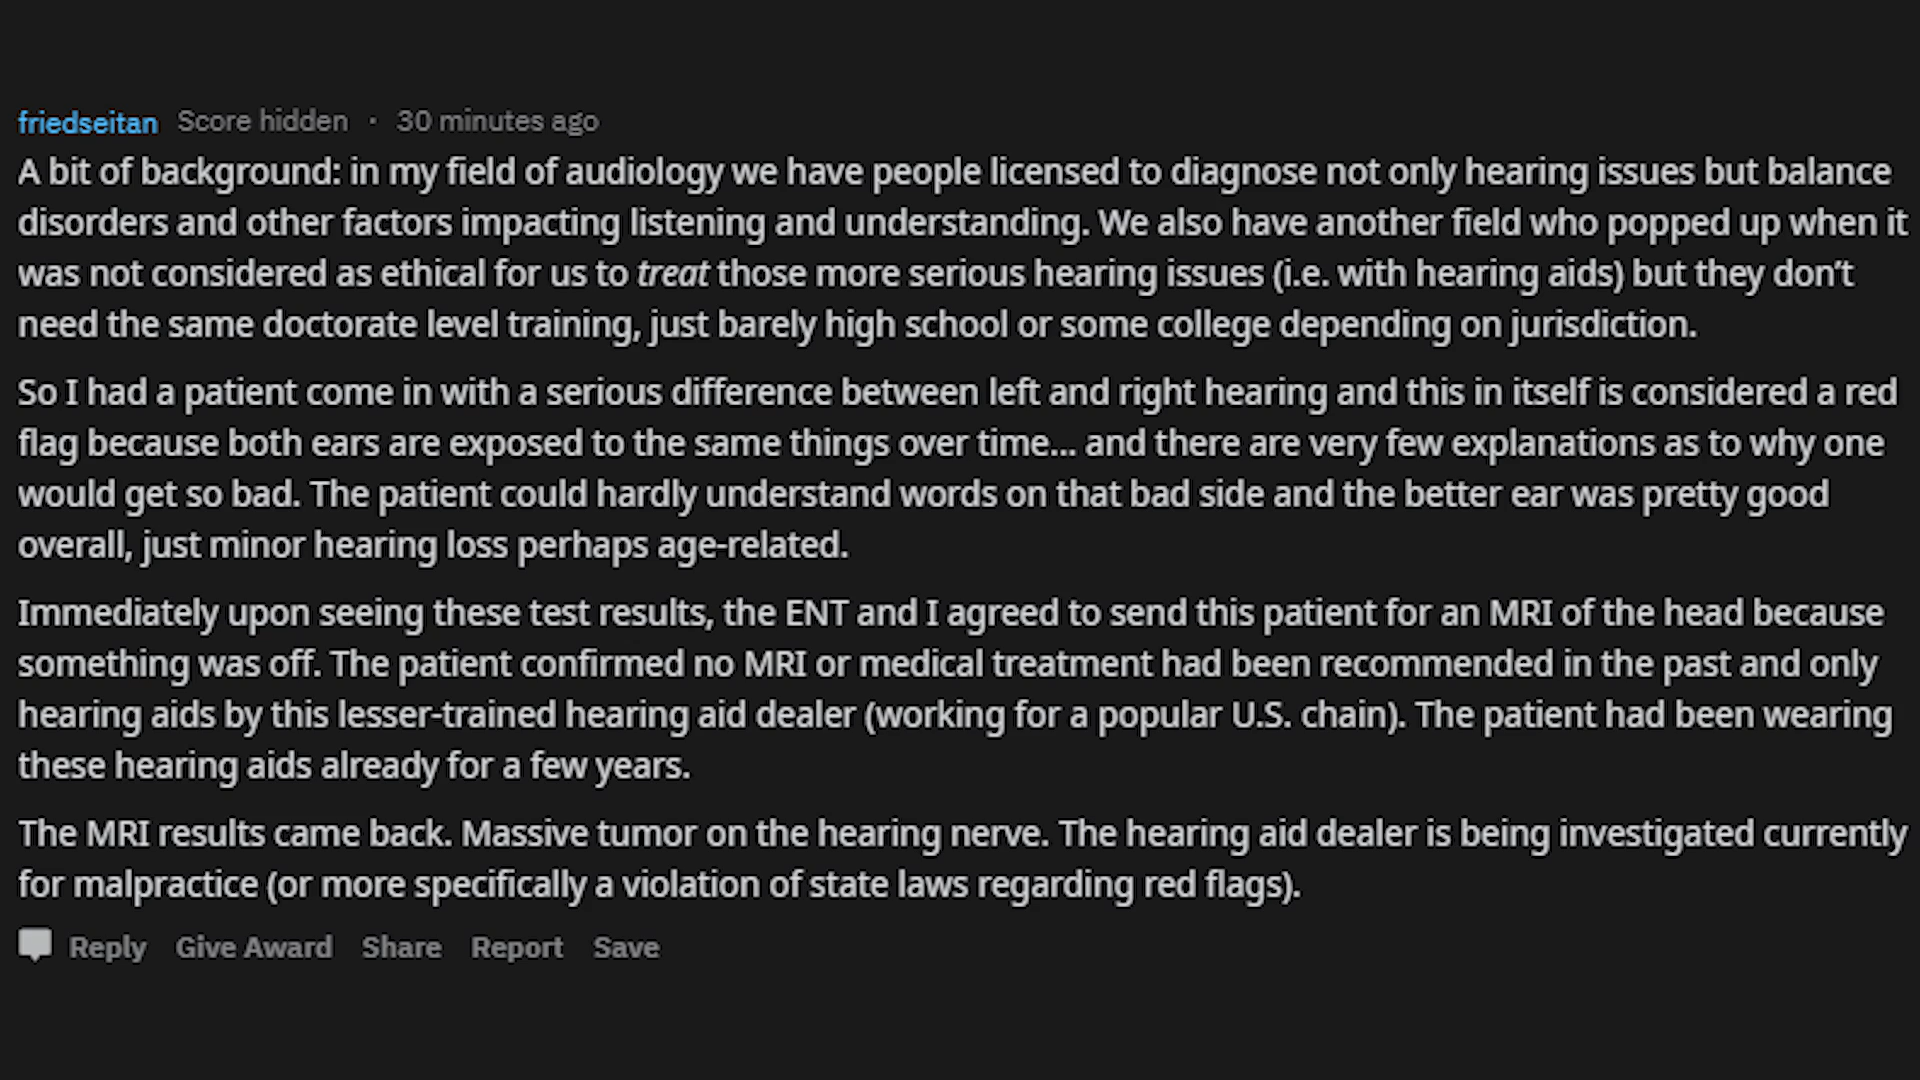 friedseitan Score hidden · 30 minutes ago
A bit of background: in my field of audiology we have people licensed to diagnose not only hearing issues but balance
disorders and other factors impacting listening and understanding. We also have another field who popped up when it
was not considered as ethical for us to treat those more serious hearing issues (i.e. with hearing aids) but they don’t
need the same doctorate level training, just barely high school or some college depending on jurisdiction.
So I had a patient come in with a serious difference between left and right hearing and this in itself is considered a red
flag because both ears are exposed to the same things over time... and there are very few explanations as to why one
would get so bad. The patient could hardly understand words on that bad side and the better ear was pretty good
overall, just minor hearing loss perhaps age-related.
Immediately upon seeing these test results, the ENT and I agreed to send this patient for an MRI of the head because
something was off. The patient confirmed no MRI or medical treatment had been recommended in the past and only
hearing aids by this lesser-trained hearing aid dealer (working for a popular U.S. chain). The patient had been wearing
these hearing aids already for a few years.
The MRI results came back. Massive tumor on the hearing nerve. The hearing aid dealer is being investigated currently
for malpractice (or more specifically a violation of state laws regarding red flags).
Reply Give Award Share Report Save